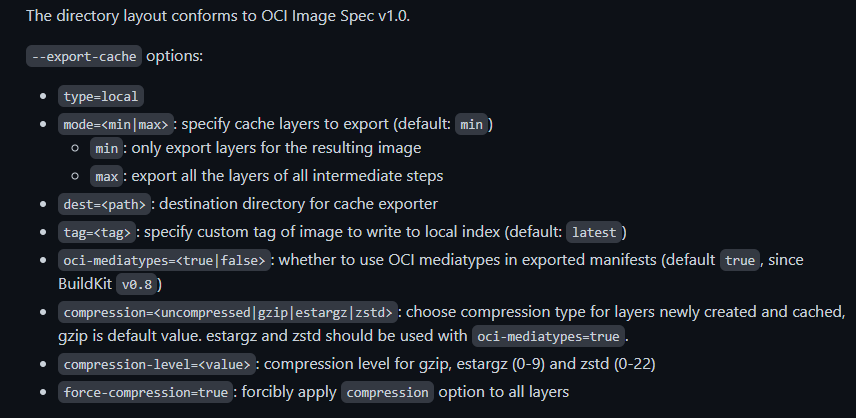 The directory layout conforms to OCI Image Spec v1.0.
--export-cache options:
type=local
mode=<min|max>: specify cache layers to export (default: min)
min: only export layers for the resulting image
max: export all the layers of all intermediate steps
dest=<path>: destination directory for cache exporter
tag=<tag>: specify custom tag of image to write to local index (default: latest)
oci-mediatypes=<true|false>: whether to use OCI mediatypes in exported manifests (default true, since
BuildKit v0.8)
compression=<uncompressed|gzip|estargz|zstd>: choose compression type for layers newly created and cached,
gzip is default value. estargz and zstd should be used with oci-mediatypes=true.
compression-level=<value>: compression level for gzip, estargz (0-9) and zstd (0-22)
force-compression=true: forcibly apply compression option to all layers